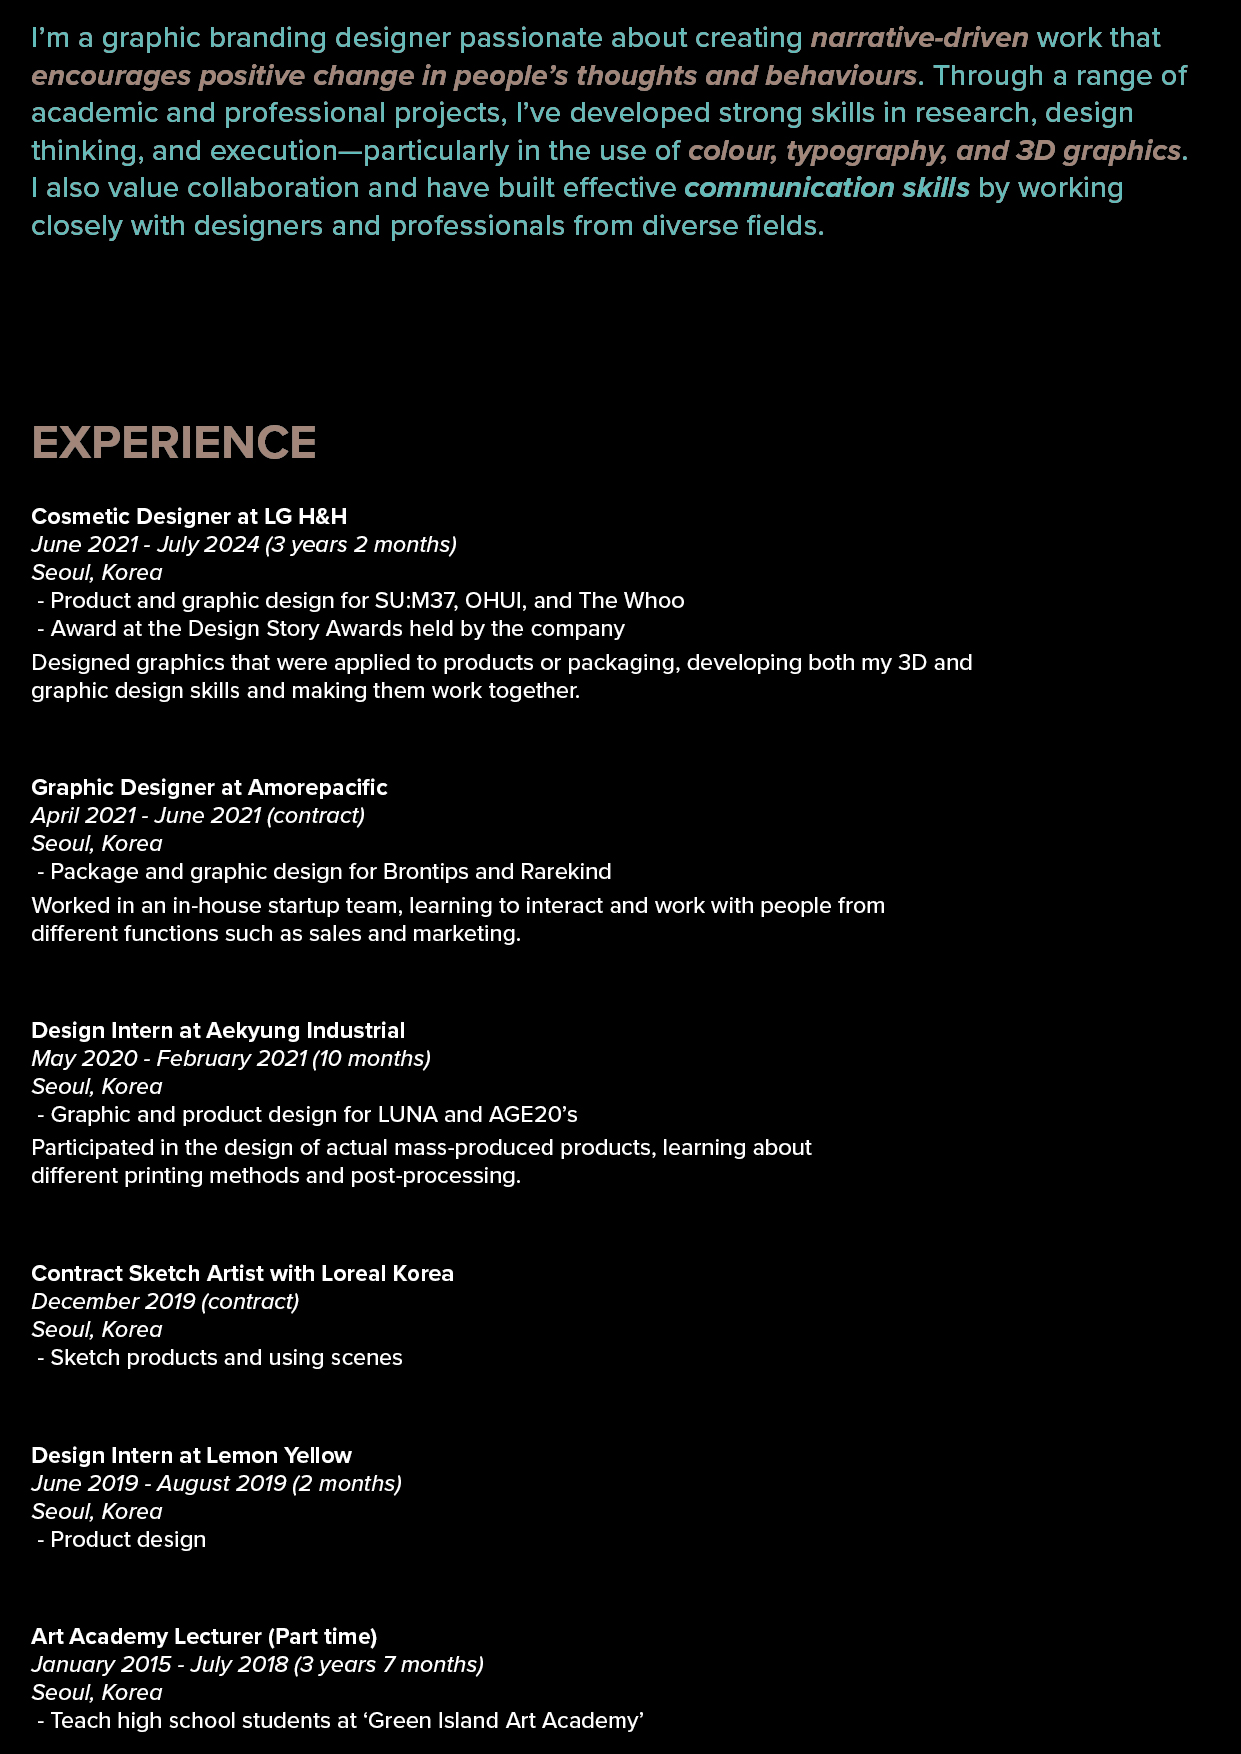 I’m a graphic branding designer passionate about creating narrative-driven work that
encourages positive change in people’s thoughts and behaviours. Through a range of
academic and professional projects, I’ve developed strong skills in research, design
thinking, and execution—particularly in the use of colour, typography, and 3D graphics.
I also value collaboration and have built effective communication skills by working
closely with designers and professionals from diverse fields.
EXPERIENCE
Cosmetic Designer at LG H&H
June 2021 - July 2024 (3 years 2 months)
Seoul, Korea
- Product and graphic design for SU:M37, OHUI, and The Whoo
- Award at the Design Story Awards held by the company
Designed graphics that were applied to products or packaging, developing both my 3D and
graphic design skills and making them work together.
Graphic Designer at Amorepacific
April 2021 - June 2021 (contract)
Seoul, Korea
- Package and graphic design for Brontips and Rarekind
Worked in an in-house startup team, learning to interact and work with people from
different functions such as sales and marketing.
Design Intern at Aekyung Industrial
May 2020 - February 2021 (10 months)
Seoul, Korea
- Graphic and product design for LUNA and AGE20’s
Participated in the design of actual mass-produced products, learning about
different printing methods and post-processing.
Contract Sketch Artist with Loreal Korea
December 2019 (contract)
Seoul, Korea
- Sketch products and using scenes
Design Intern at Lemon Yellow
June 2019 - August 2019 (2 months)
Seoul, Korea
- Product design
Art Academy Lecturer (Part time)
January 2015 - July 2018 (3 years 7 months)
Seoul, Korea
- Teach high school students at ‘Green Island Art Academy’